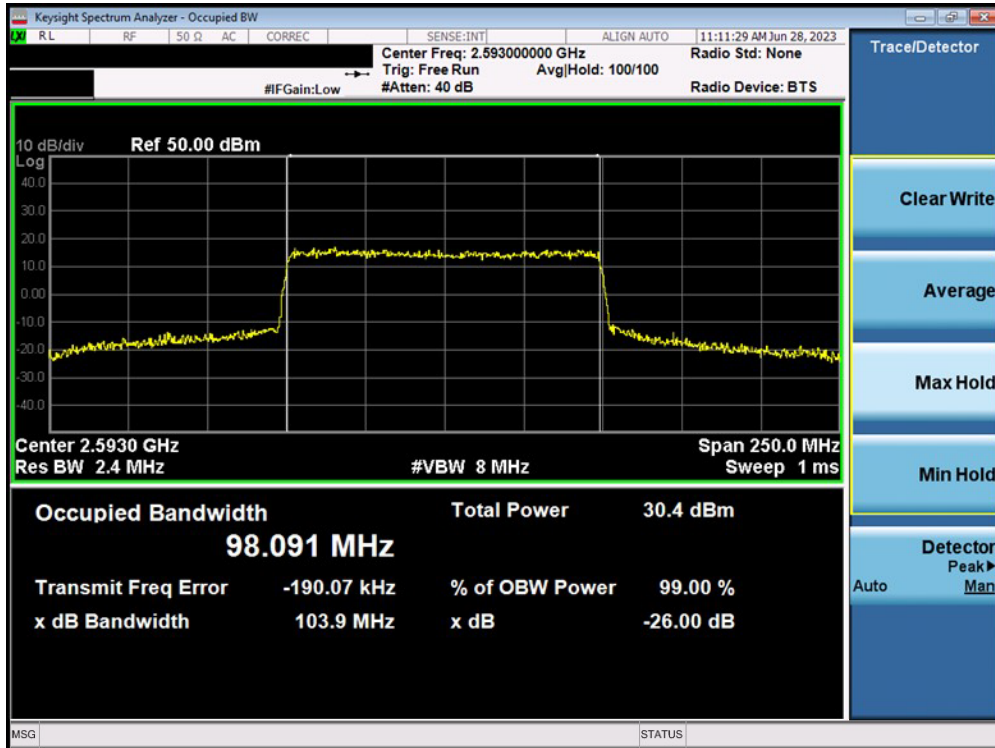 Keysight Spectrum Analyzer - Occupied BW
LXI RL RF 50 Ω AC CORREC SENSE:INT ALIGN AUTO 11:11:29 AM Jun 28, 2023
Center Freq: 2.593000000 GHz Radio Std: None
Trig: Free Run Avg|Hold: 100/100
#IFGain:Low #Atten: 40 dB Radio Device: BTS
Trace/Detector
10 dB/div Ref 50.00 dBm
Log
40.0
30.0
20.0
10.0
0.00
-10.0
-20.0
-30.0
-40.0
Center 2.5930 GHz Span 250.0 MHz
Res BW 2.4 MHz #VBW 8 MHz Sweep 1 ms
Occupied Bandwidth Total Power 30.4 dBm
98.091 MHz
Transmit Freq Error -190.07 kHz % of OBW Power 99.00 %
x dB Bandwidth 103.9 MHz x dB -26.00 dB
Clear Write
Average
Max Hold
Min Hold
Detector
Peak▶
Auto Man
MSG STATUS